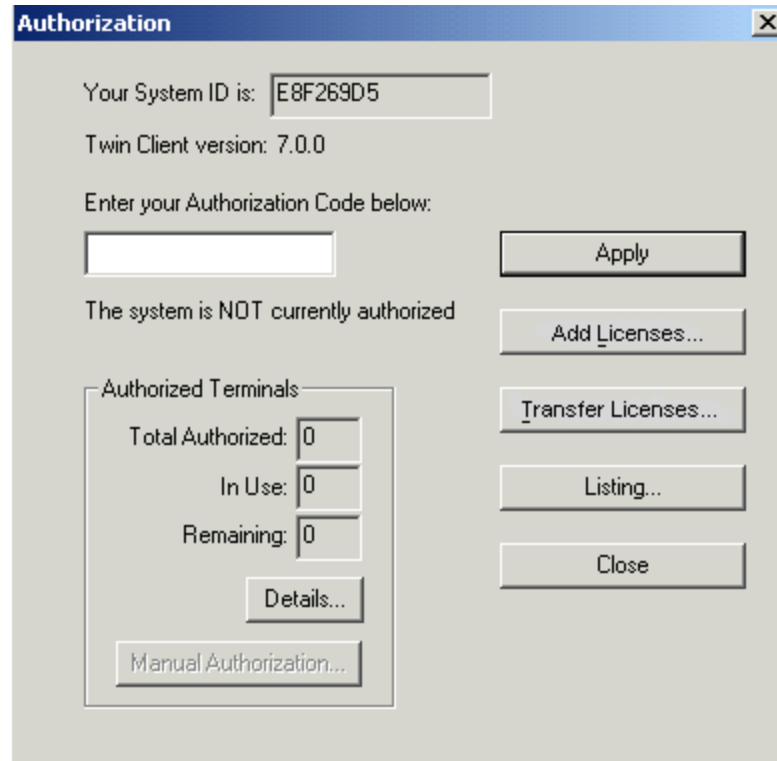 Authorization
Your System ID is: E8F269D5
Twin Client version: 7.0.0
Enter your Authorization Code below:
Apply
The system is NOT currently authorized
Add Licenses...
Authorized Terminals
Transfer Licenses...
Total Authorized: 0
In Use: 0
Listing...
Remaining: 0
Close
Details...
Manual Authorization...